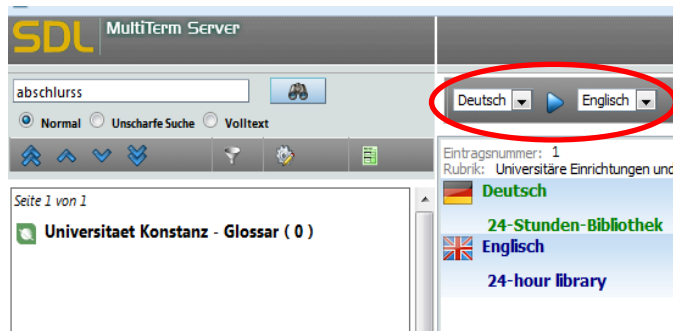 SDL MultiTerm Server
abschlurss
Normal Unscharfe Suche Volltext
Seite 1 von 1
Universitaet Konstanz - Glossar ( 0 )
Deutsch Englisch
Eintragsnummer: 1
Rubrik: Universitäre Einrichtungen und
Deutsch
24-Stunden-Bibliothek
Englisch
24-hour library